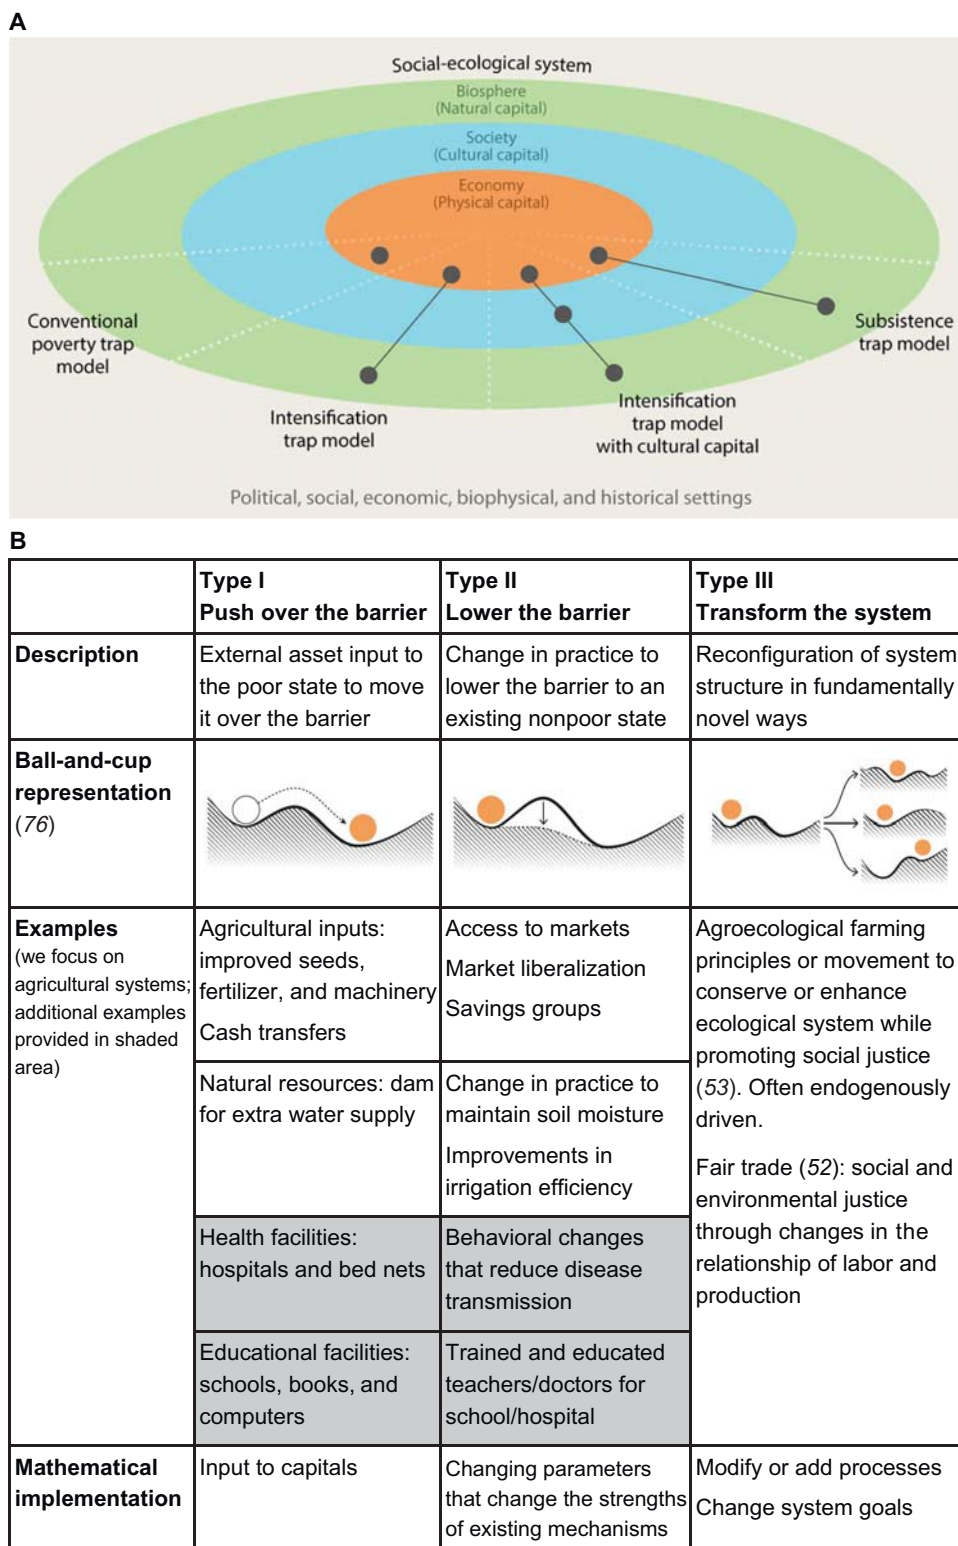 A
Social-ecological system
Biosphere
(Natural capital)
Society
(Cultural capital)
Economy
(Physical capital)
Conventional
poverty trap
model
Intensification
trap model
Intensification
trap model
with cultural capital
Subsistence
trap model
Political, social, economic, biophysical, and historical settings
B
Type I
Push over the barrier
Type II
Lower the barrier
Type III
Transform the system
Description
External asset input to
the poor state to move
it over the barrier
Change in practice to
lower the barrier to an
existing nonpoor state
Reconfiguration of system
structure in fundamentally
novel ways
Ball-and-cup
representation
(76)
Examples
(we focus on
agricultural systems;
additional examples
provided in shaded
area)
Agricultural inputs:
improved seeds,
fertilizer, and machinery
Cash transfers
Access to markets
Market liberalization
Savings groups
Agroecological farming
principles or movement to
conserve or enhance
ecological system while
promoting social justice
(53). Often endogenously
driven.
Fair trade (52): social and
environmental justice
through changes in the
relationship of labor and
production
Natural resources: dam
for extra water supply
Change in practice to
maintain soil moisture
Improvements in
irrigation efficiency
Health facilities:
hospitals and bed nets
Behavioral changes
that reduce disease
transmission
Educational facilities:
schools, books, and
computers
Trained and educated
teachers/doctors for
school/hospital
Mathematical
implementation
Input to capitals
Changing parameters
that change the strengths
of existing mechanisms
Modify or add processes
Change system goals